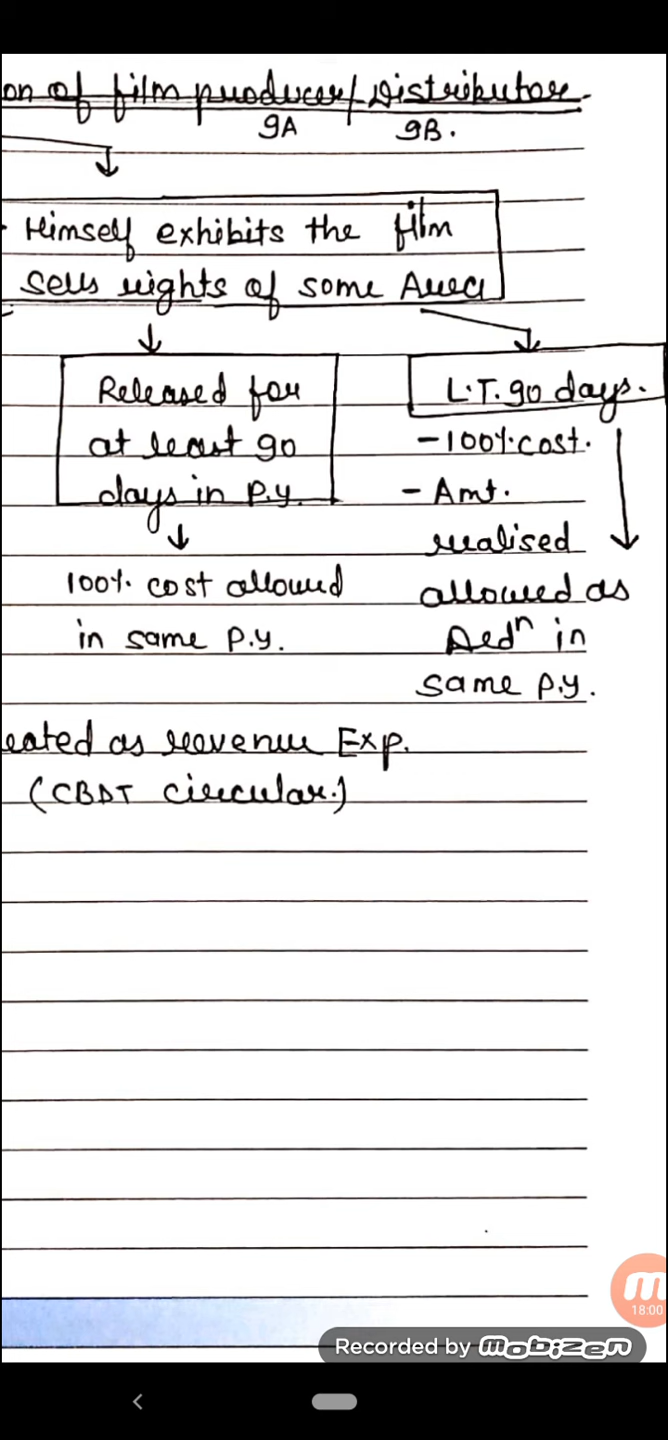 on of film producer/Distributor.
9A 9B.
Himself exhibits the film
sells rights of some Area
Released for
at least 90
days in P.Y.
100% cost allowed
in same P.Y.
L.T. 90 days.
- 100% cost.
- Amt.
realised
allowed as
Dedⁿ in
same P.Y.
eated as revenue Exp.
(CBDT circular.)
18:00
Recorded by mobizen